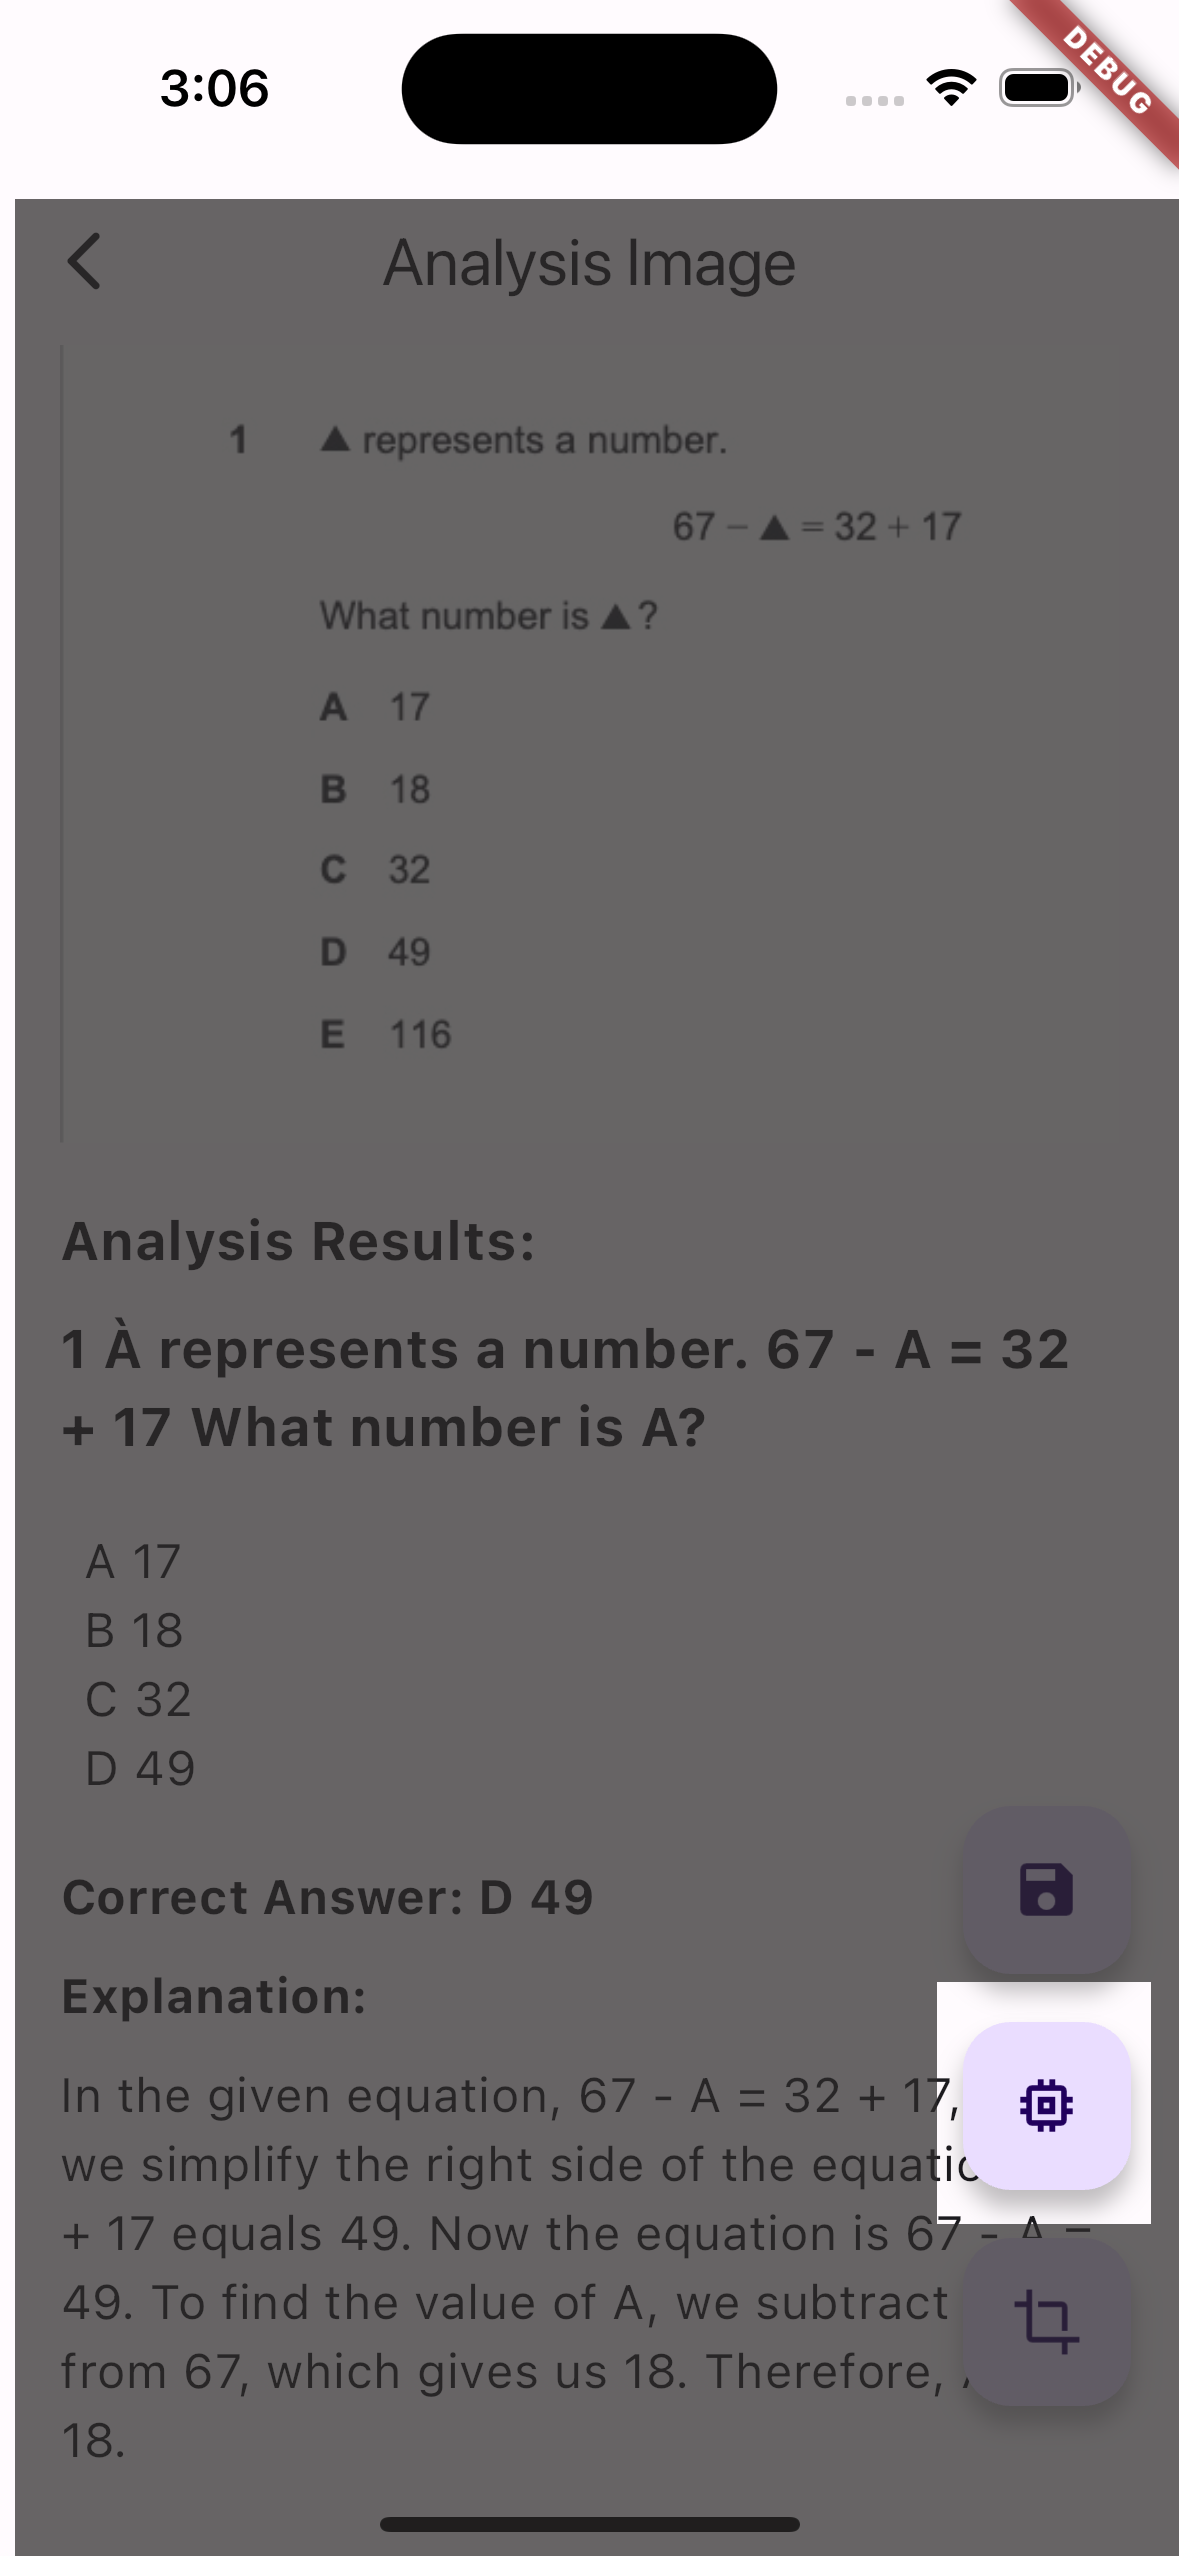 3:06
DEBUG
Analysis Image
1 ▲ represents a number.
67 − ▲ = 32 + 17
What number is ▲?
A 17
B 18
C 32
D 49
E 116
Analysis Results:
1 À represents a number. 67 - A = 32
+ 17 What number is A?
A 17
B 18
C 32
D 49
Correct Answer: D 49
Explanation:
In the given equation, 67 - A = 32 + 17,
we simplify the right side of the
+ 17 equals 49. Now the equation is 67 - A =
49. To find the value of A, we subtract
from 67, which gives us 18. Therefore,
18.